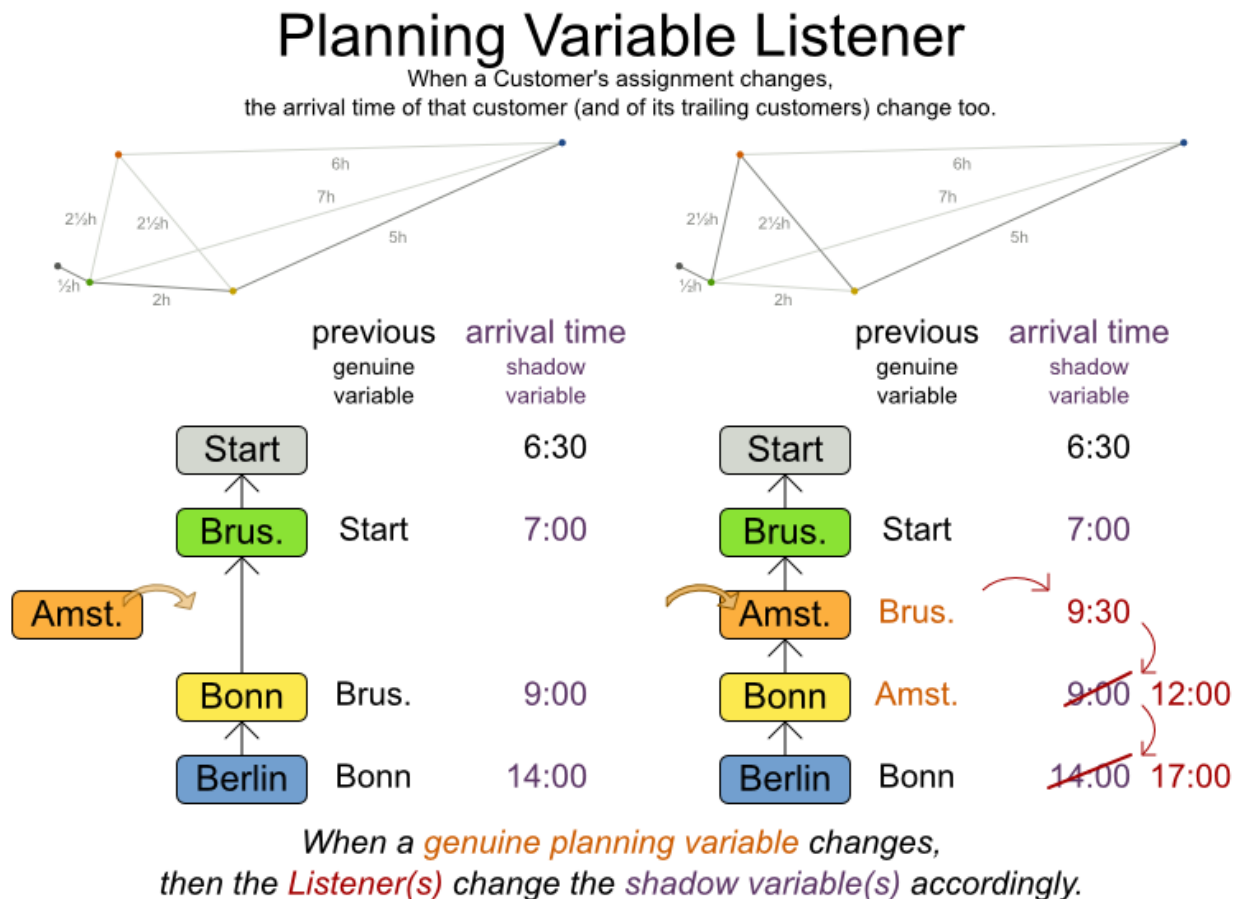 Planning Variable Listener
When a Customer's assignment changes,
the arrival time of that customer (and of its trailing customers) change too.
6h
7h
2½h
2½h
5h
½h
2h
6h
7h
2½h
2½h
5h
½h
2h
previous arrival time
genuine shadow
variable variable
Start 6:30
Brus. Start 7:00
Amst.
Bonn Brus. 9:00
Berlin Bonn 14:00
previous arrival time
genuine shadow
variable variable
Start 6:30
Brus. Start 7:00
Amst. Brus. 9:30
Bonn Amst. 9:00 12:00
Berlin Bonn 14:00 17:00
When a genuine planning variable changes,
then the Listener(s) change the shadow variable(s) accordingly.